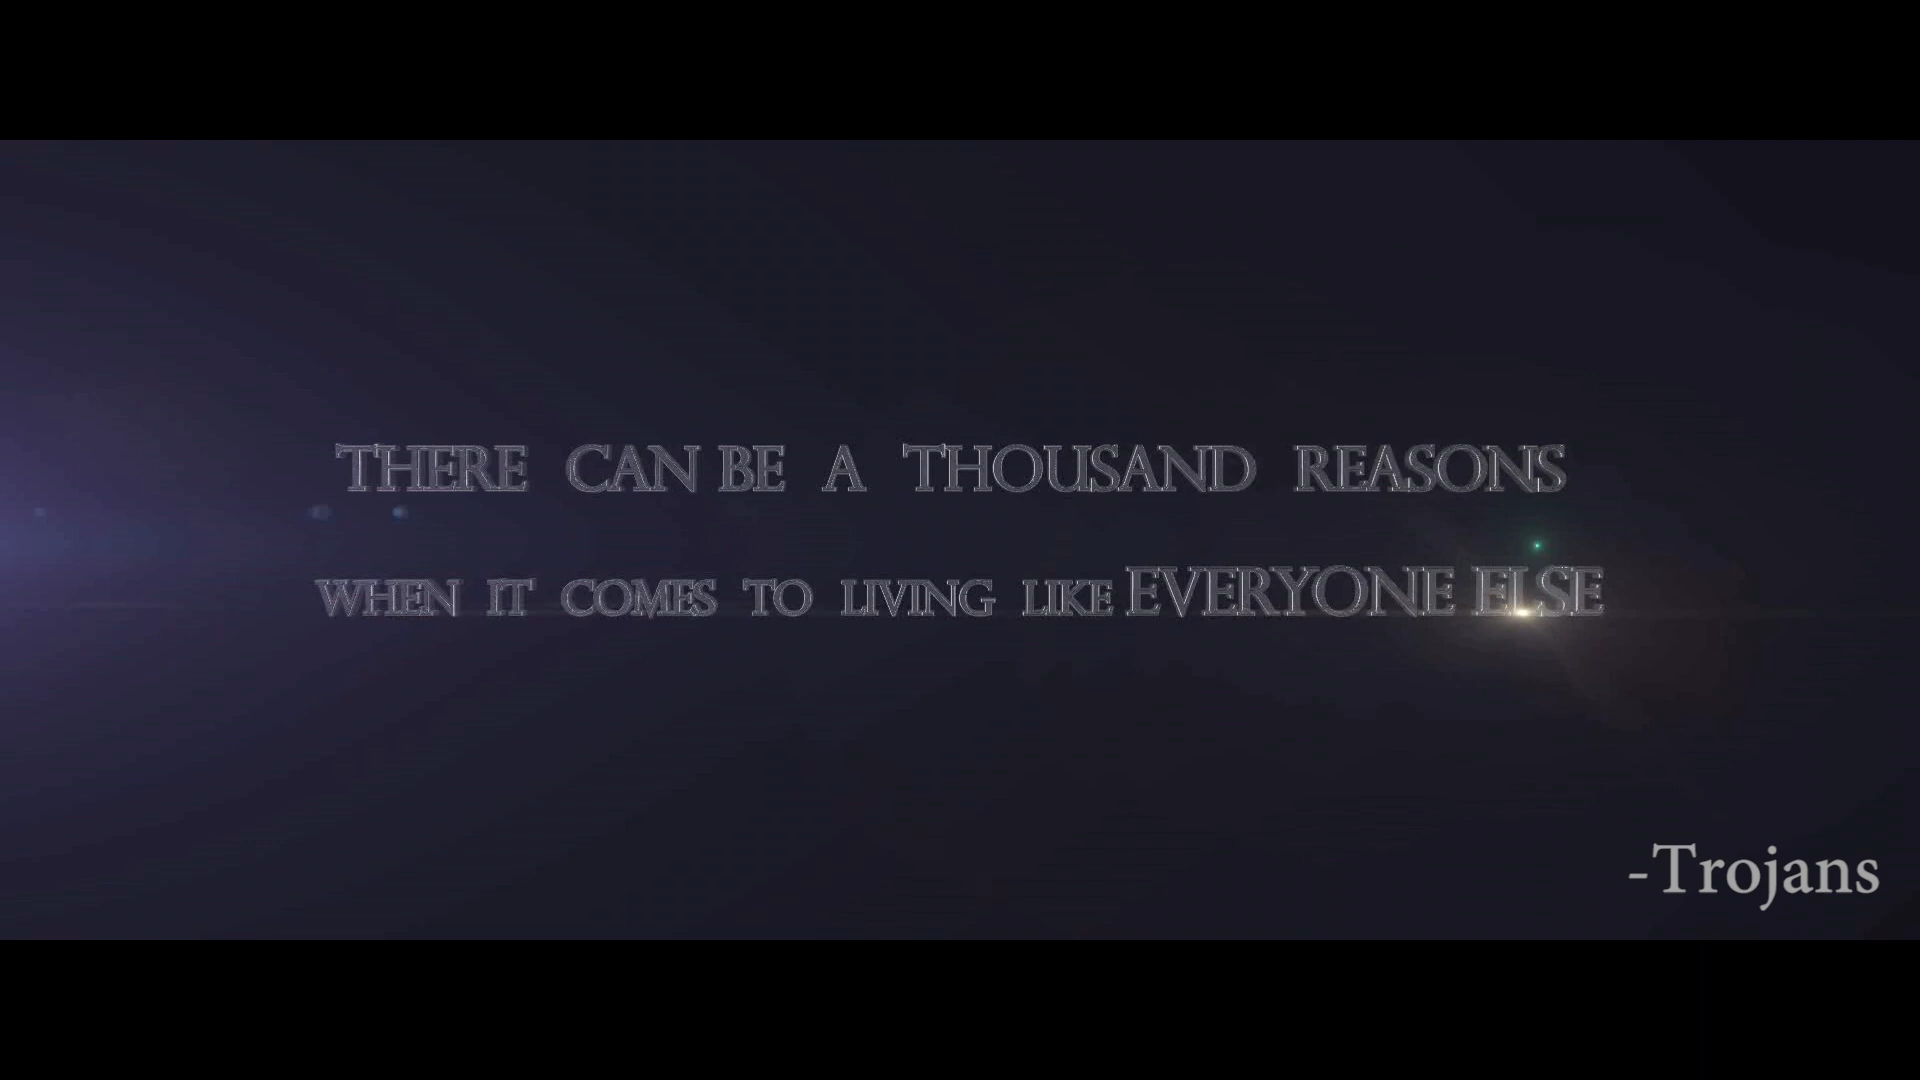 THERE CAN BE A THOUSAND REASONS
WHEN IT COMES TO LIVING LIKE EVERYONE ELSE
-Trojans